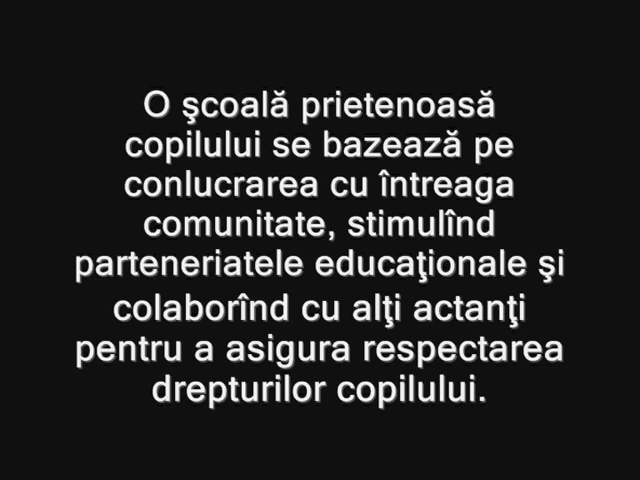 O şcoală prietenoasă
copilului se bazează pe
conlucrarea cu întreaga
comunitate, stimulînd
parteneriatele educaţionale şi
colaborînd cu alţi actanţi
pentru a asigura respectarea
drepturilor copilului.